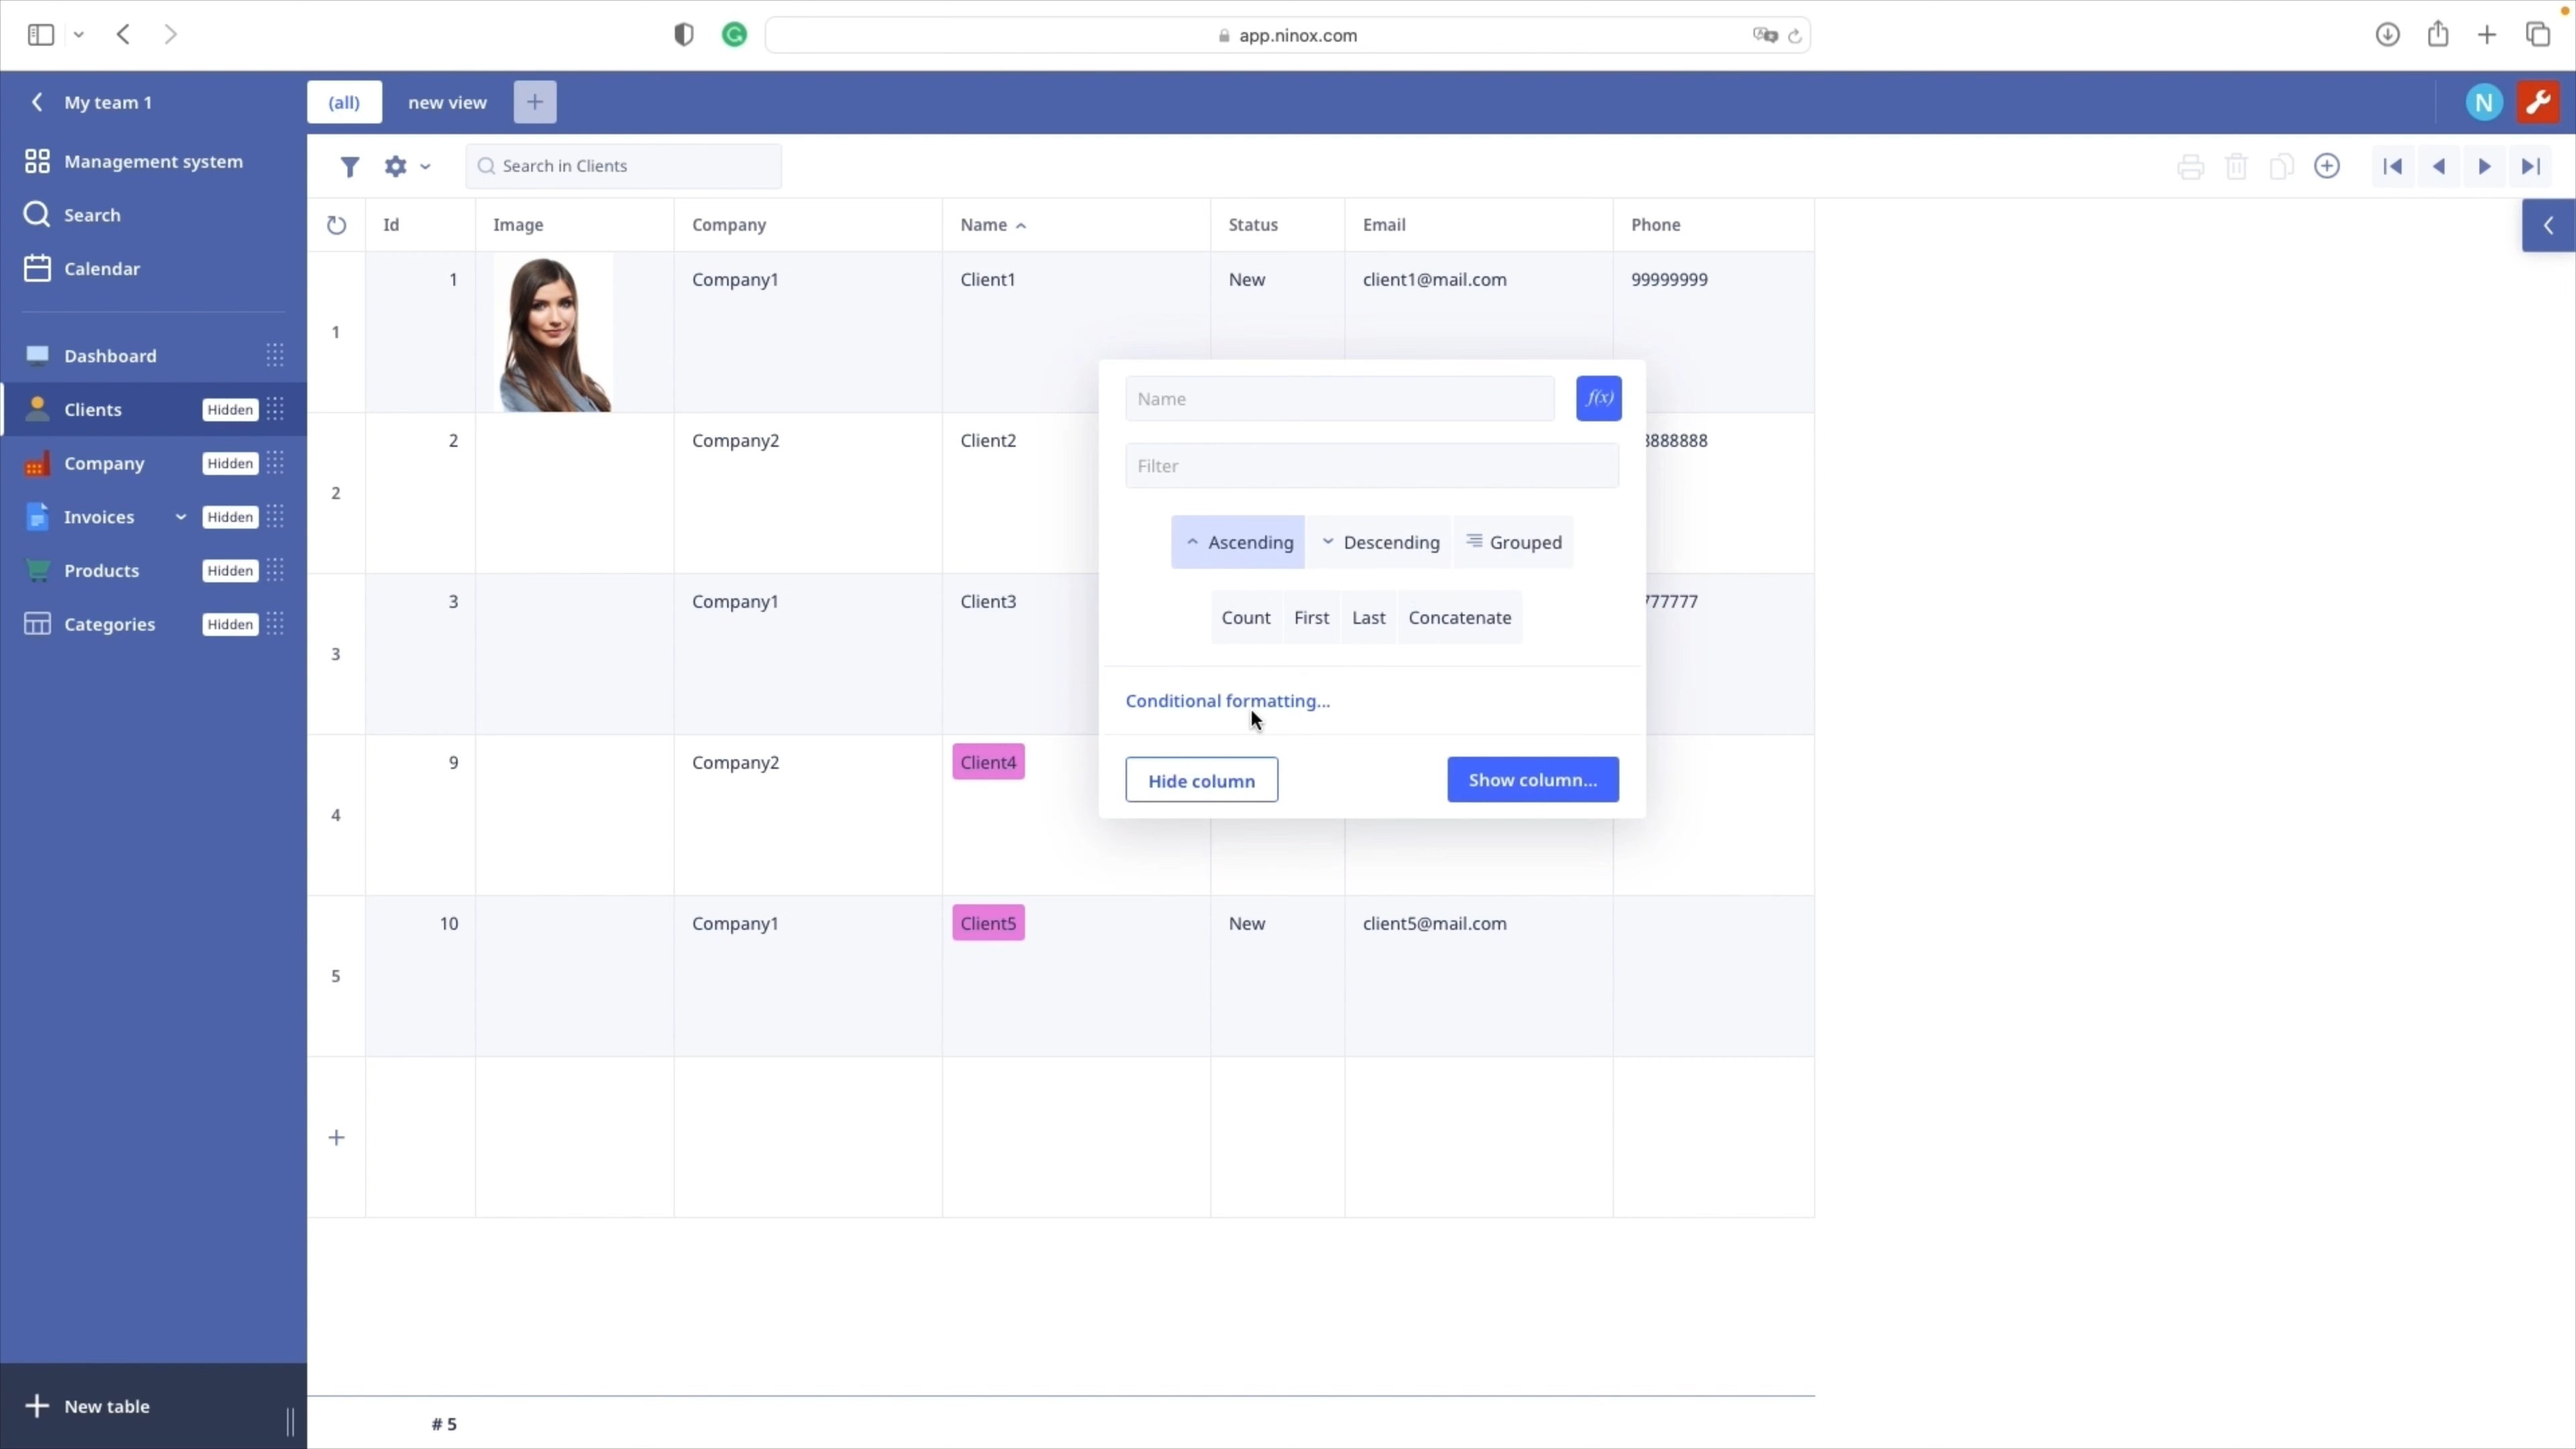 app.ninox.com
My team 1
(all)
new view
N
Management system
Search
Calendar
Dashboard
Clients Hidden
Company Hidden
Invoices Hidden
Products Hidden
Categories Hidden
New table
Search in Clients
Id Image Company Name Status Email Phone
1 1 Company1 Client1 New client1@mail.com 99999999
2 2 Company2 Client2
3 3 Company1 Client3
4 9 Company2 Client4
5 10 Company1 Client5 New client5@mail.com
# 5
Name f(x)
Filter
Ascending Descending Grouped
Count First Last Concatenate
Conditional formatting...
Hide column Show column...